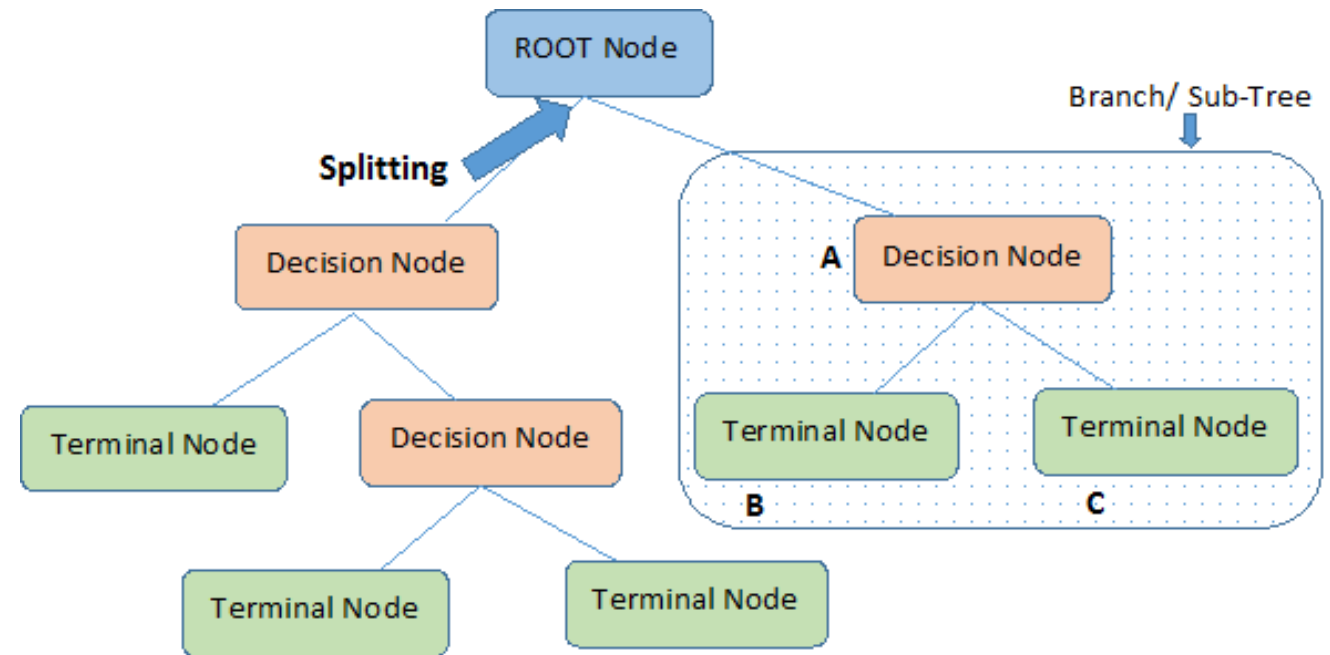 ROOT Node
Branch/ Sub-Tree
Splitting
Decision Node
A
Decision Node
Terminal Node
Decision Node
Terminal Node
Terminal Node
B
C
Terminal Node
Terminal Node